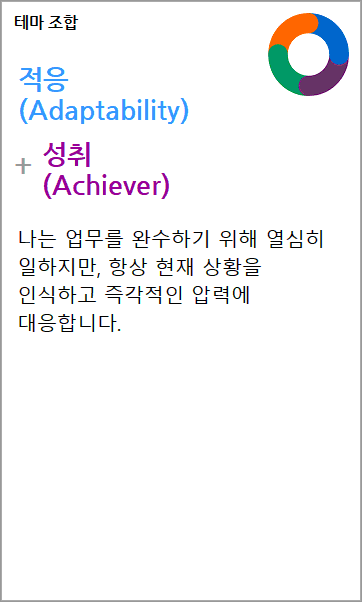 테마 조합
적응
(Adaptability)
+ 성취
(Achiever)
나는 업무를 완수하기 위해 열심히
일하지만, 항상 현재 상황을
인식하고 즉각적인 압력에
대응합니다.